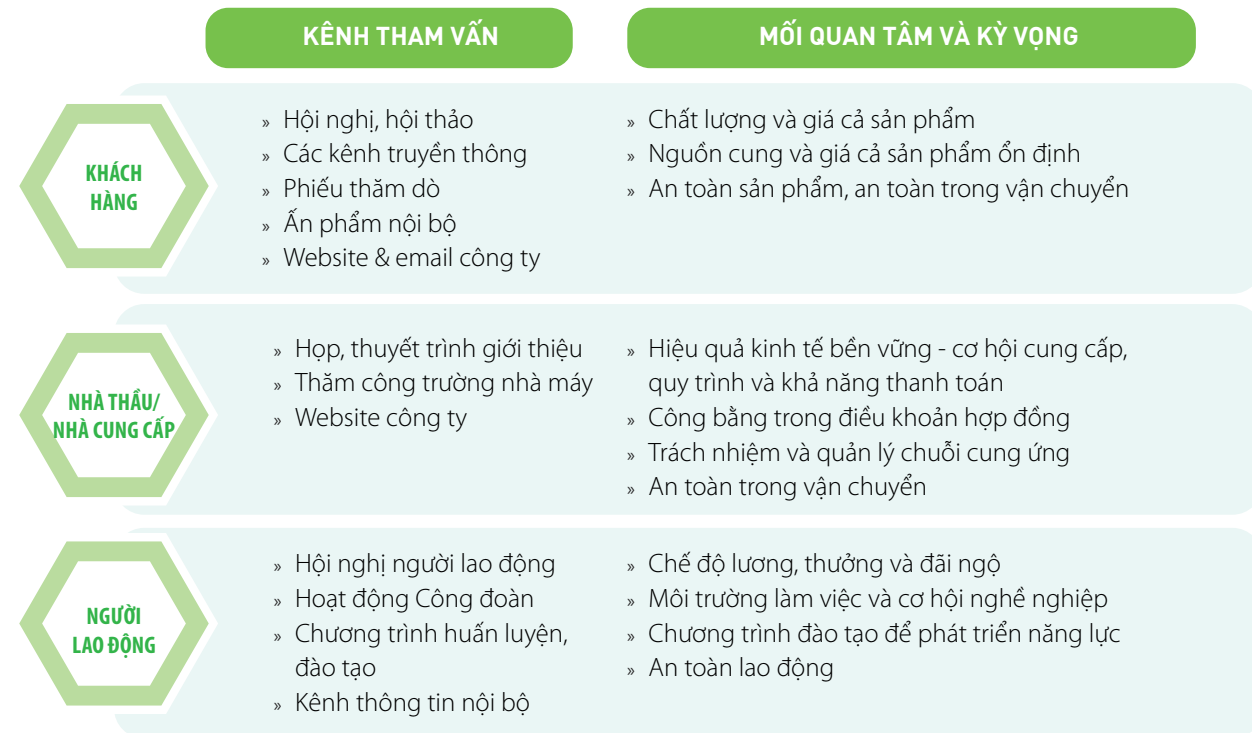 KÊNH THAM VẤN
MỐI QUAN TÂM VÀ KỲ VỌNG
KHÁCH
HÀNG
» Hội nghị, hội thảo
» Các kênh truyền thông
» Phiếu thăm dò
» Ấn phẩm nội bộ
» Website & email công ty
» Chất lượng và giá cả sản phẩm
» Nguồn cung và giá cả sản phẩm ổn định
» An toàn sản phẩm, an toàn trong vận chuyển
NHÀ THẦU/
NHÀ CUNG CẤP
» Họp, thuyết trình giới thiệu
» Thăm công trường nhà máy
» Website công ty
» Hiệu quả kinh tế bền vững - cơ hội cung cấp,
quy trình và khả năng thanh toán
» Công bằng trong điều khoản hợp đồng
» Trách nhiệm và quản lý chuỗi cung ứng
» An toàn trong vận chuyển
NGƯỜI
LAO ĐỘNG
» Hội nghị người lao động
» Hoạt động Công đoàn
» Chương trình huấn luyện,
đào tạo
» Kênh thông tin nội bộ
» Chế độ lương, thưởng và đãi ngộ
» Môi trường làm việc và cơ hội nghề nghiệp
» Chương trình đào tạo để phát triển năng lực
» An toàn lao động